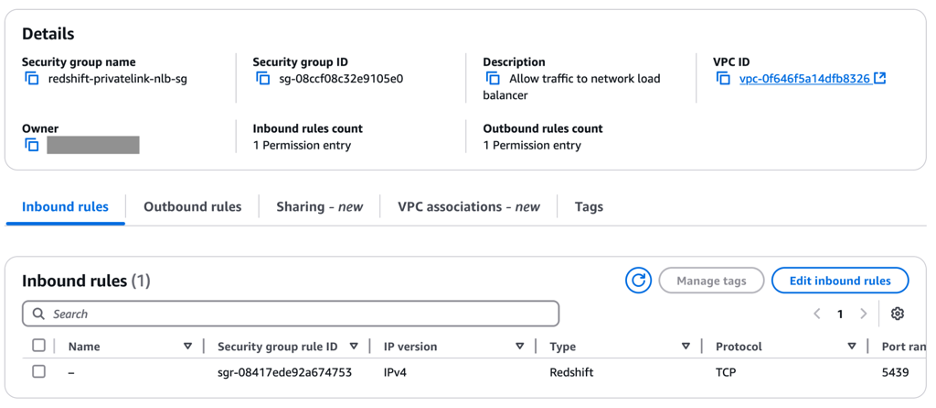 Details
Security group name
redshift-privatelink-nlb-sg
Security group ID
sg-08ccf08c32e9105e0
Description
Allow traffic to network load
balancer
VPC ID
vpc-0f646f5a14dfb8326
Owner
Inbound rules count
1 Permission entry
Outbound rules count
1 Permission entry
Inbound rules Outbound rules Sharing - new VPC associations - new Tags
Inbound rules (1)
Manage tags Edit inbound rules
Search
1
Name Security group rule ID IP version Type Protocol Port ran
– sgr-08417ede92a674753 IPv4 Redshift TCP 5439